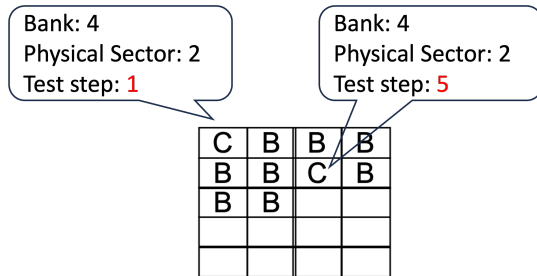 Bank: 4
Physical Sector: 2
Test step: 1
Bank: 4
Physical Sector: 2
Test step: 5
C B B B
B B C B
B B